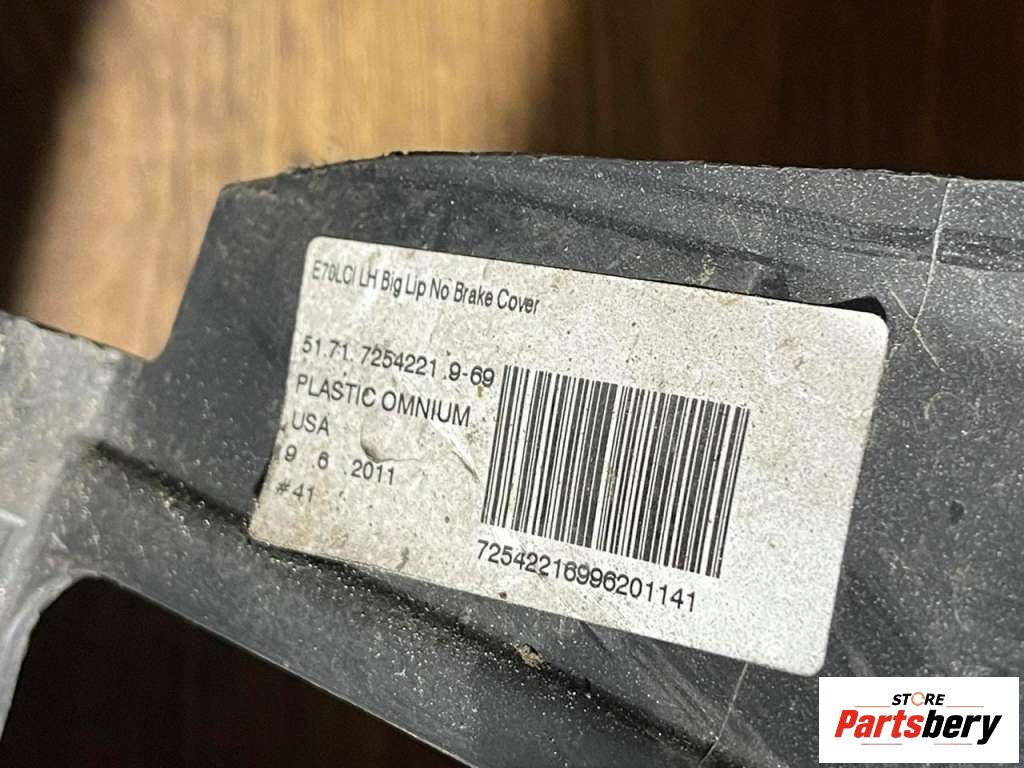 E70LCI LH Big Lip No Brake Cover
51.71. 7254221 .9-69
PLASTIC OMNIUM
USA
9 . 6 . 2011
#41
72542216996201141
STORE
Partsbery